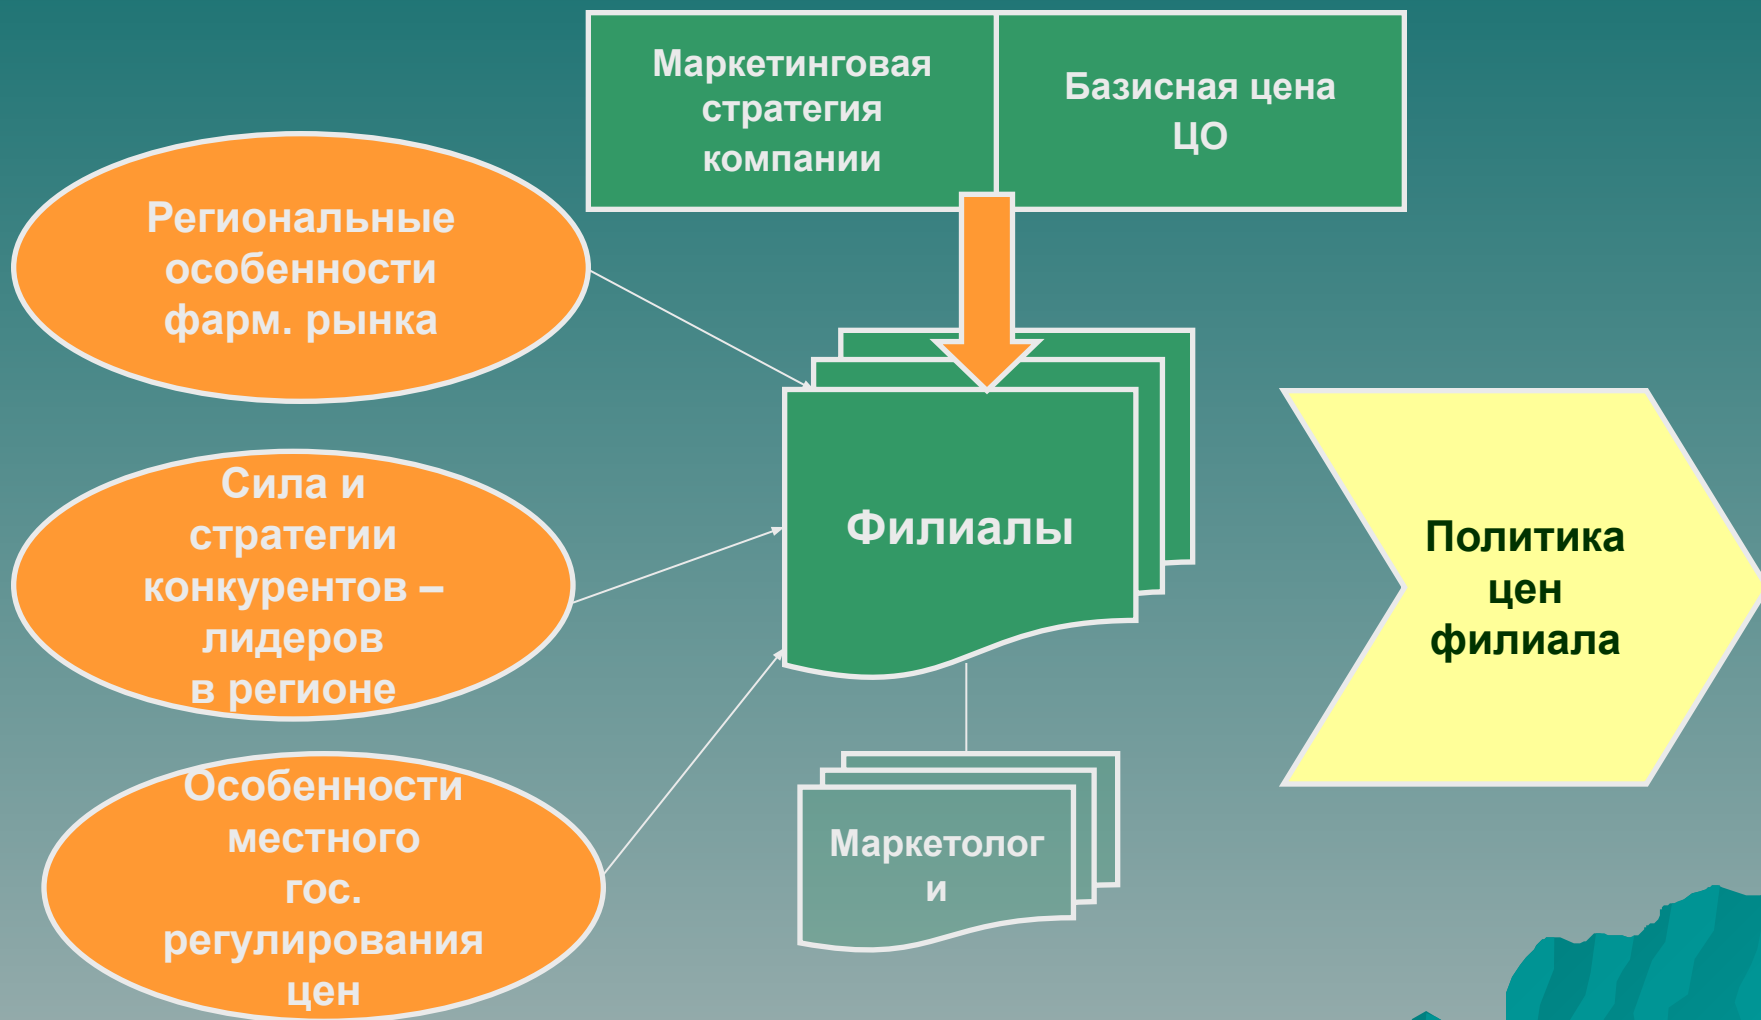 Маркетинговая
стратегия
компании
Базисная цена
ЦО
Региональные
особенности
фарм. рынка
Сила и
стратегии
конкурентов –
лидеров
в регионе
Особенности
местного
гос.
регулирования
цен
Филиалы
Маркетолог
и
Политика
цен
филиала